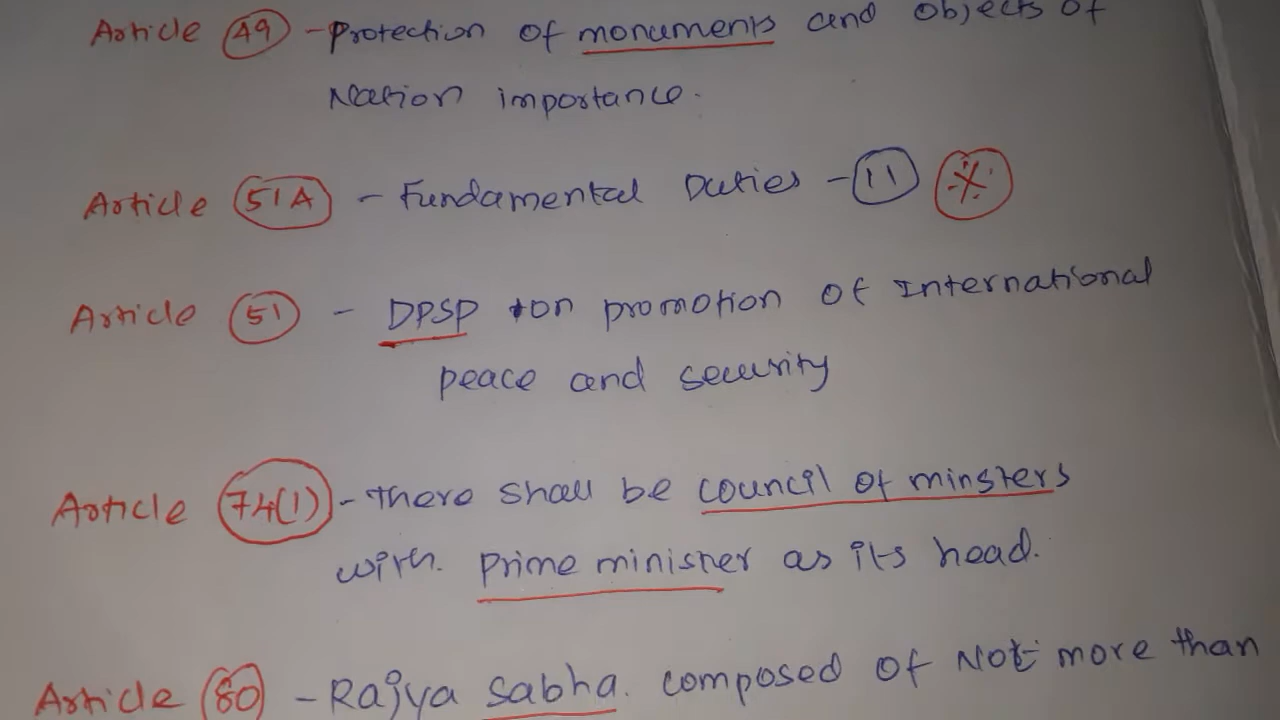 Article 49 - Protection of monuments and objects of
Nation importance.
Article 51A - Fundamental Duties - 11
Article 51 - DPSP on promotion of International
peace and security
Article 74(1) - there shall be council of minsters
with. prime minister as its head.
Article 80 - Rajya sabha. composed of Not more than